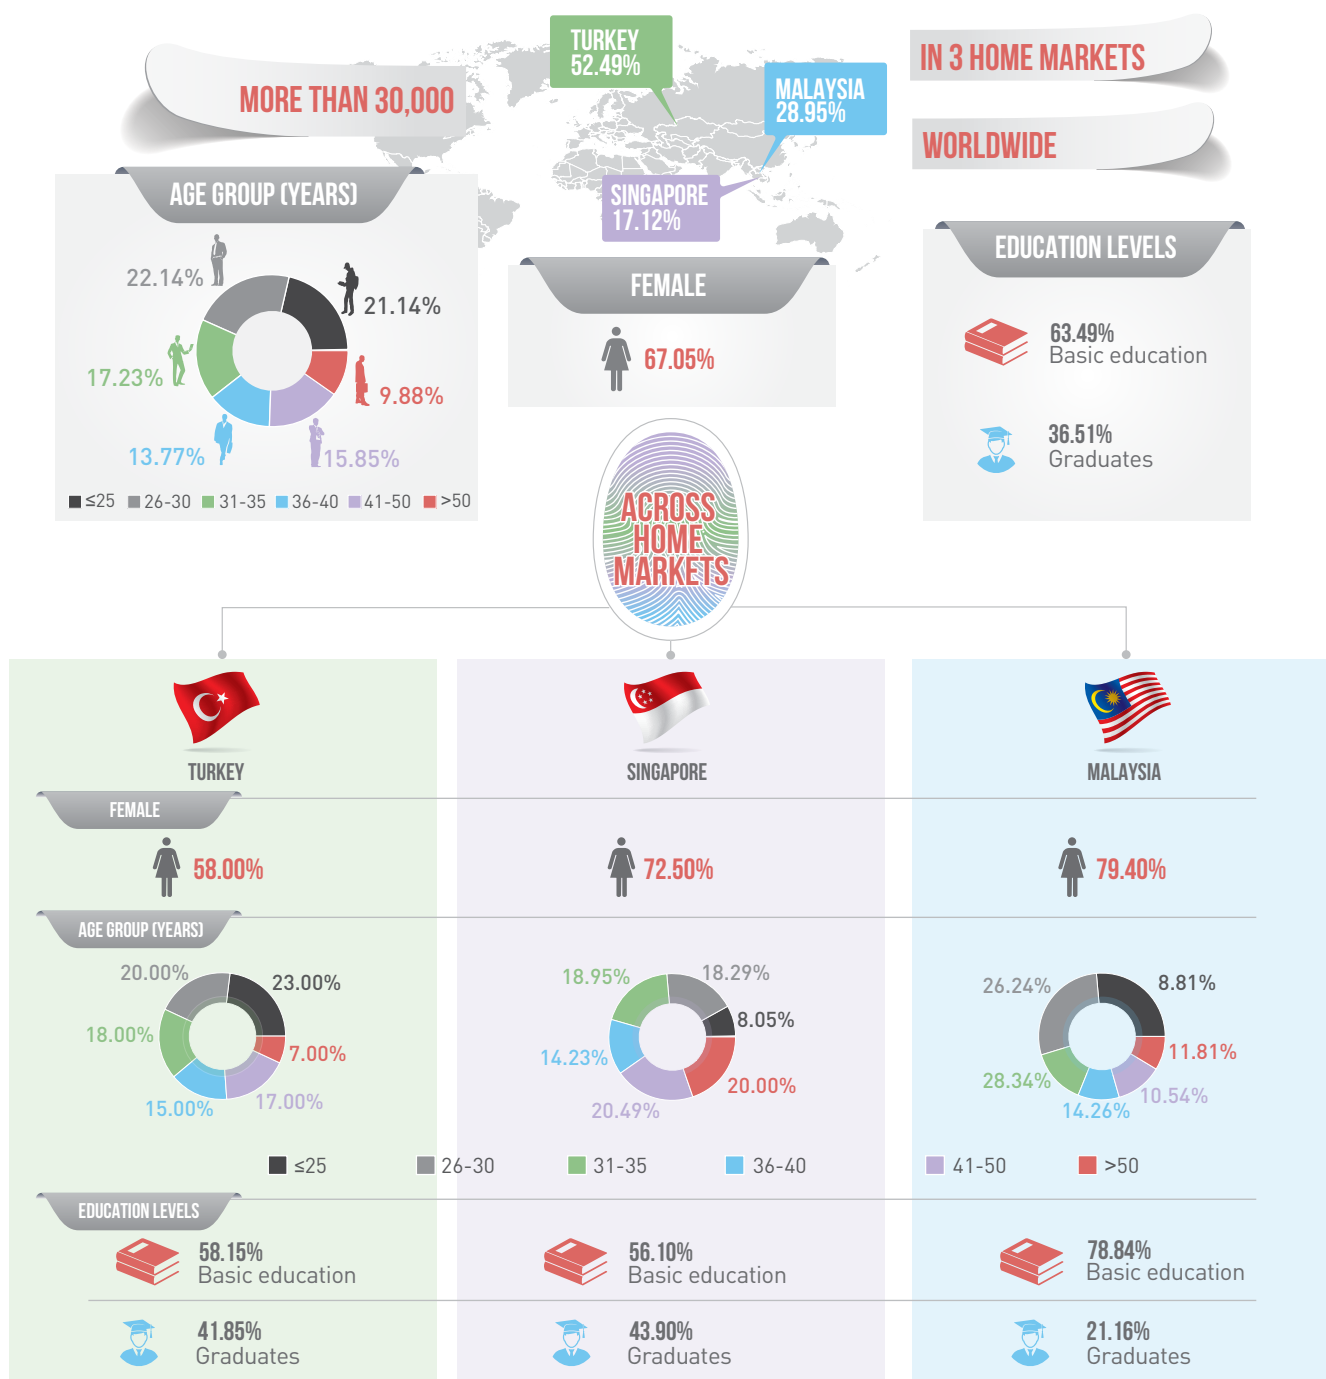 MORE THAN 30,000
TURKEY
52.49%
MALAYSIA
28.95%
SINGAPORE
17.12%
IN 3 HOME MARKETS
WORLDWIDE
AGE GROUP (YEARS)
22.14%
21.14%
17.23%
9.88%
13.77%
15.85%
≤25 26-30 31-35 36-40 41-50 >50
FEMALE
67.05%
EDUCATION LEVELS
63.49%
Basic education
36.51%
Graduates
ACROSS
HOME
MARKETS
TURKEY
SINGAPORE
MALAYSIA
FEMALE
58.00%
72.50%
79.40%
AGE GROUP (YEARS)
20.00%
23.00%
18.00%
7.00%
15.00%
17.00%
18.95%
18.29%
8.05%
14.23%
20.00%
20.49%
26.24%
8.81%
11.81%
28.34%
10.54%
14.26%
≤25 26-30 31-35 36-40 41-50 >50
EDUCATION LEVELS
58.15%
Basic education
56.10%
Basic education
78.84%
Basic education
41.85%
Graduates
43.90%
Graduates
21.16%
Graduates